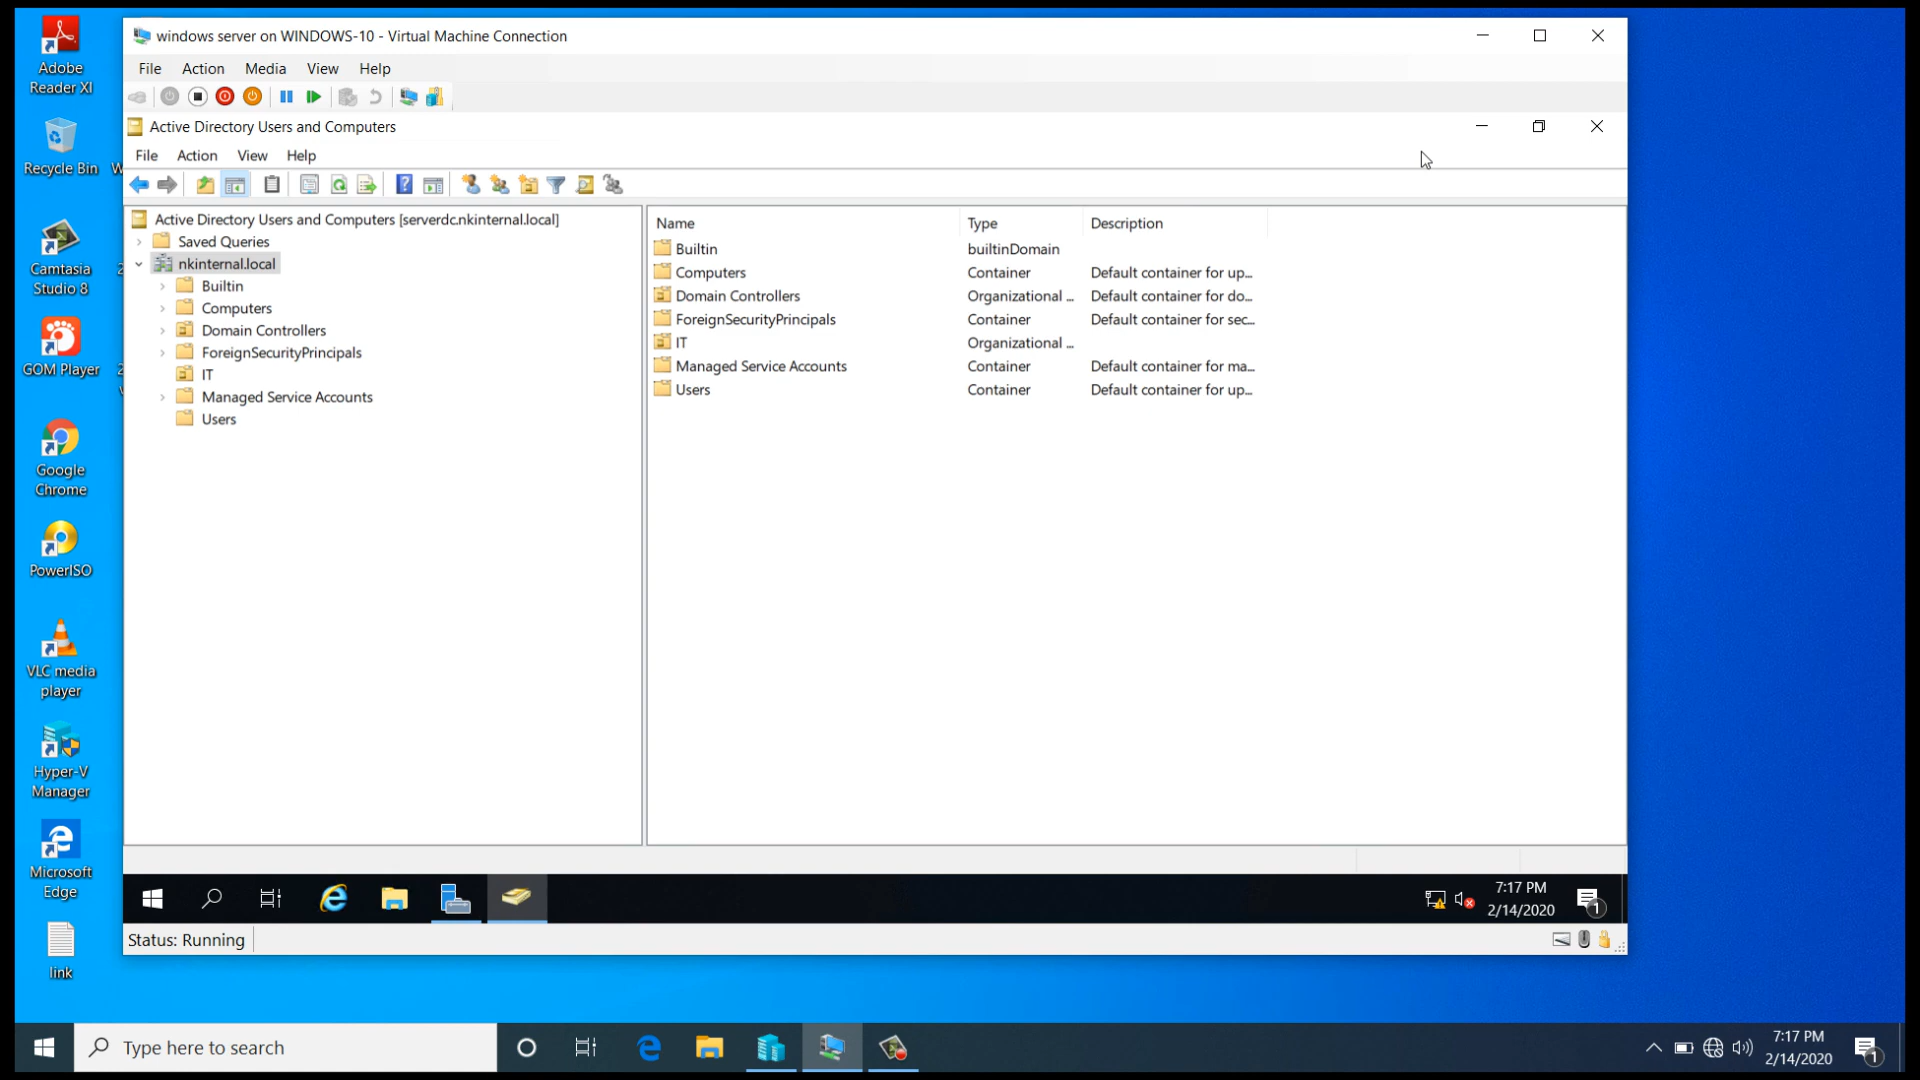 Adobe
Reader XI
Recycle Bin
W
Camtasia
Studio 8
2
GOM Player
2
Google
Chrome
PowerISO
VLC media
player
Hyper-V
Manager
Microsoft
Edge
link
windows server on WINDOWS-10 - Virtual Machine Connection
File Action Media View Help
Active Directory Users and Computers
File Action View Help
Active Directory Users and Computers [serverdc.nkinternal.local]
Saved Queries
nkinternal.local
Builtin
Computers
Domain Controllers
ForeignSecurityPrincipals
IT
Managed Service Accounts
Users
Name Type Description
Builtin builtinDomain
Computers Container Default container for up...
Domain Controllers Organizational ... Default container for do...
ForeignSecurityPrincipals Container Default container for sec...
IT Organizational ...
Managed Service Accounts Container Default container for ma...
Users Container Default container for up...
7:17 PM
2/14/2020
1
Status: Running
Type here to search
7:17 PM
2/14/2020
1